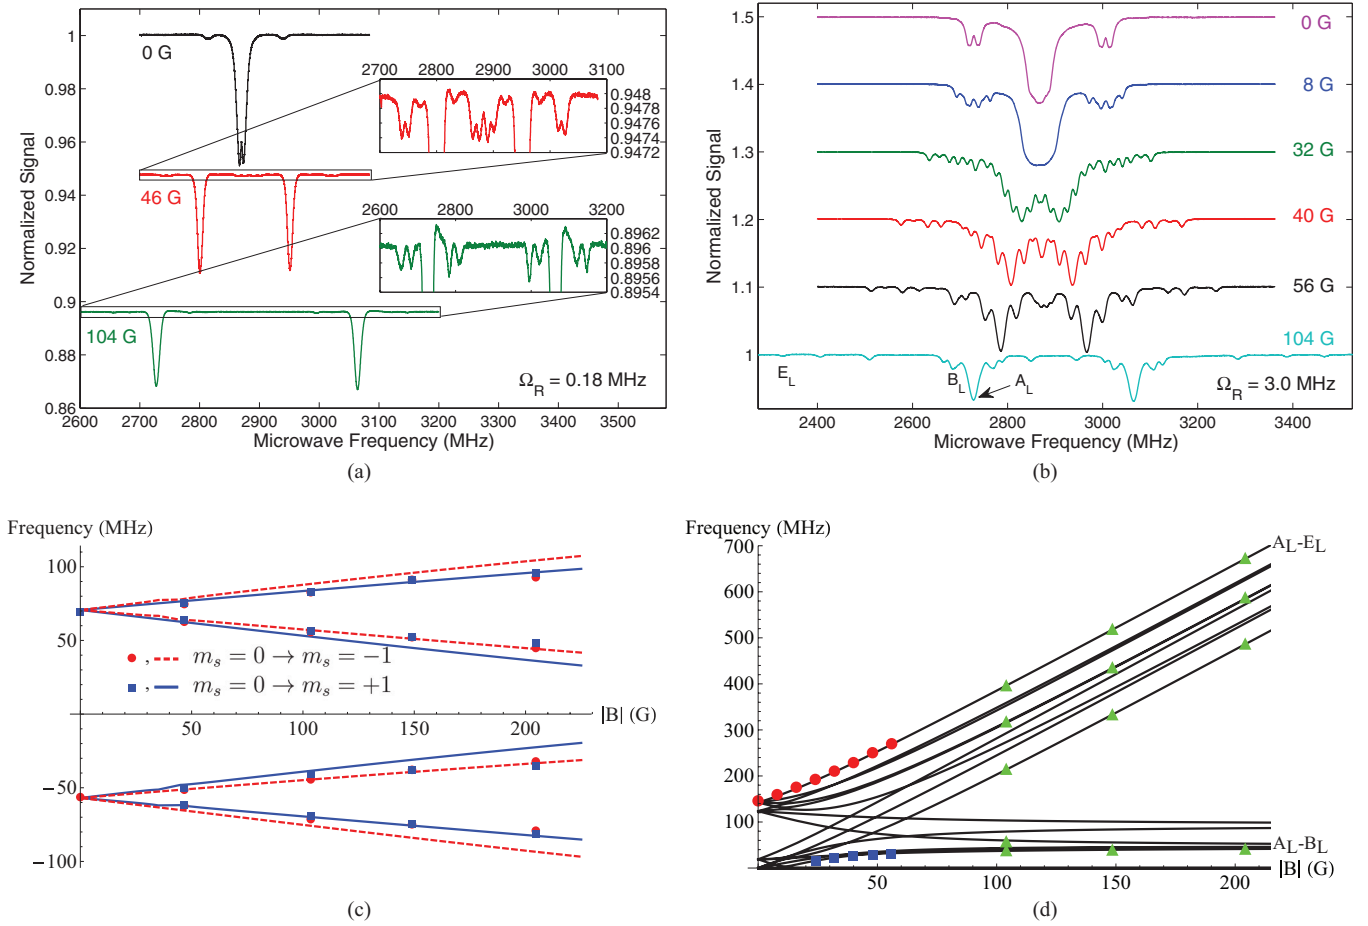 1
0.98
0.96
0.94
0.92
0.9
0.88
0.86
Normalized Signal
0 G
46 G
104 G
2700 2800 2900 3000 3100
0.948
0.9478
0.9476
0.9474
0.9472
2600 2800 3000 3200
0.8962
0.896
0.8958
0.8956
0.8954
Ω_R = 0.18 MHz
2600 2700 2800 2900 3000 3100 3200 3300 3400 3500
Microwave Frequency (MHz)
(a)
1.5
1.4
1.3
1.2
1.1
1
Normalized Signal
0 G
8 G
32 G
40 G
56 G
104 G
E_L
B_L
A_L
Ω_R = 3.0 MHz
2400 2600 2800 3000 3200 3400
Microwave Frequency (MHz)
(b)
Frequency (MHz)
100
50
−50
−100
, m_s = 0 → m_s = −1
, m_s = 0 → m_s = +1
50 100 150 200
|B| (G)
(c)
Frequency (MHz)
700
600
500
400
300
200
100
0
A_L-E_L
A_L-B_L
50 100 150 200
|B| (G)
(d)